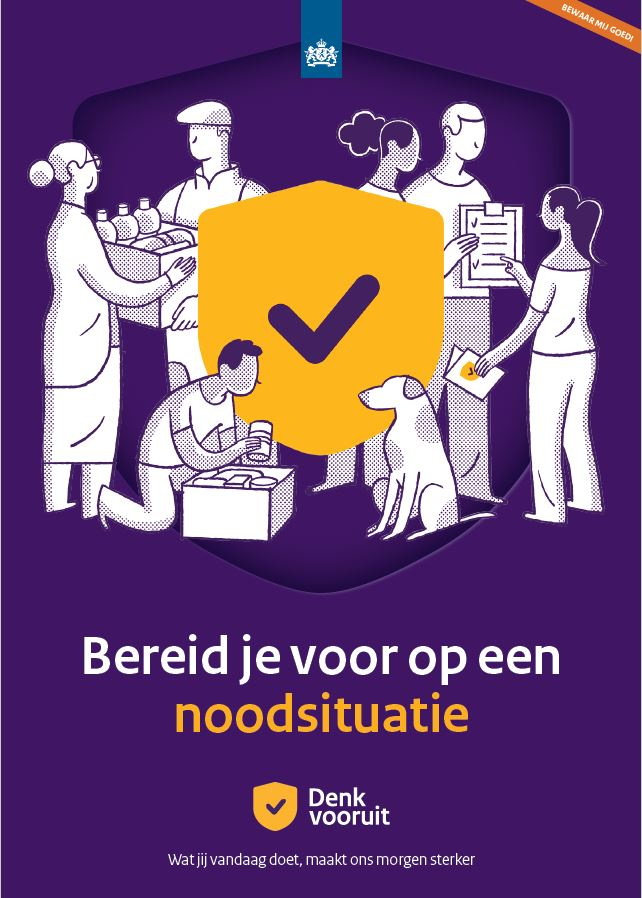 BEWAAR MIJ GOED!
Bereid je voor op een
noodsituatie
Denk
vooruit
Wat jij vandaag doet, maakt ons morgen sterker